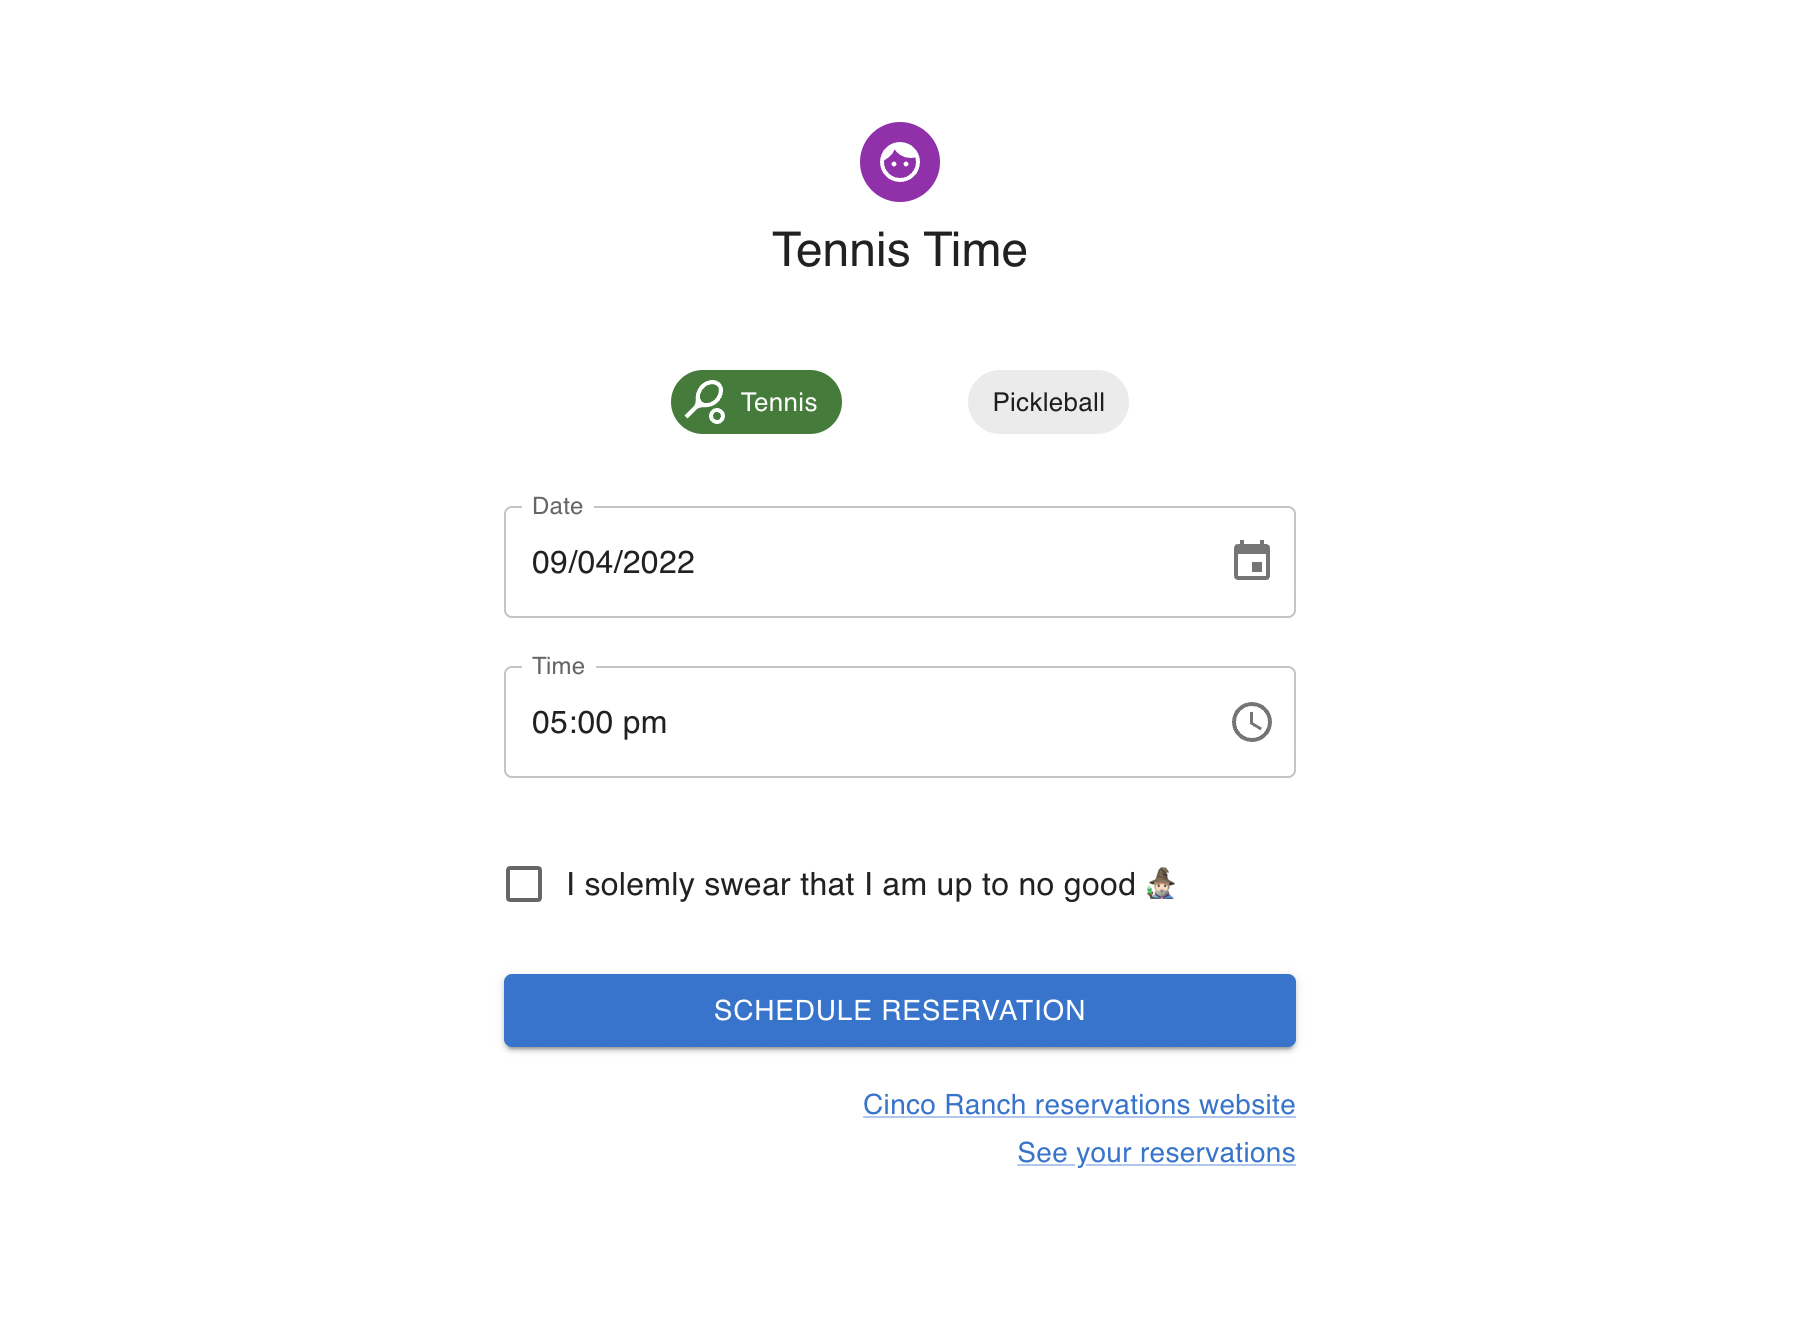 Tennis Time
Tennis
Pickleball
Date
09/04/2022
Time
05:00 pm
I solemly swear that I am up to no good
SCHEDULE RESERVATION
Cinco Ranch reservations website
See your reservations